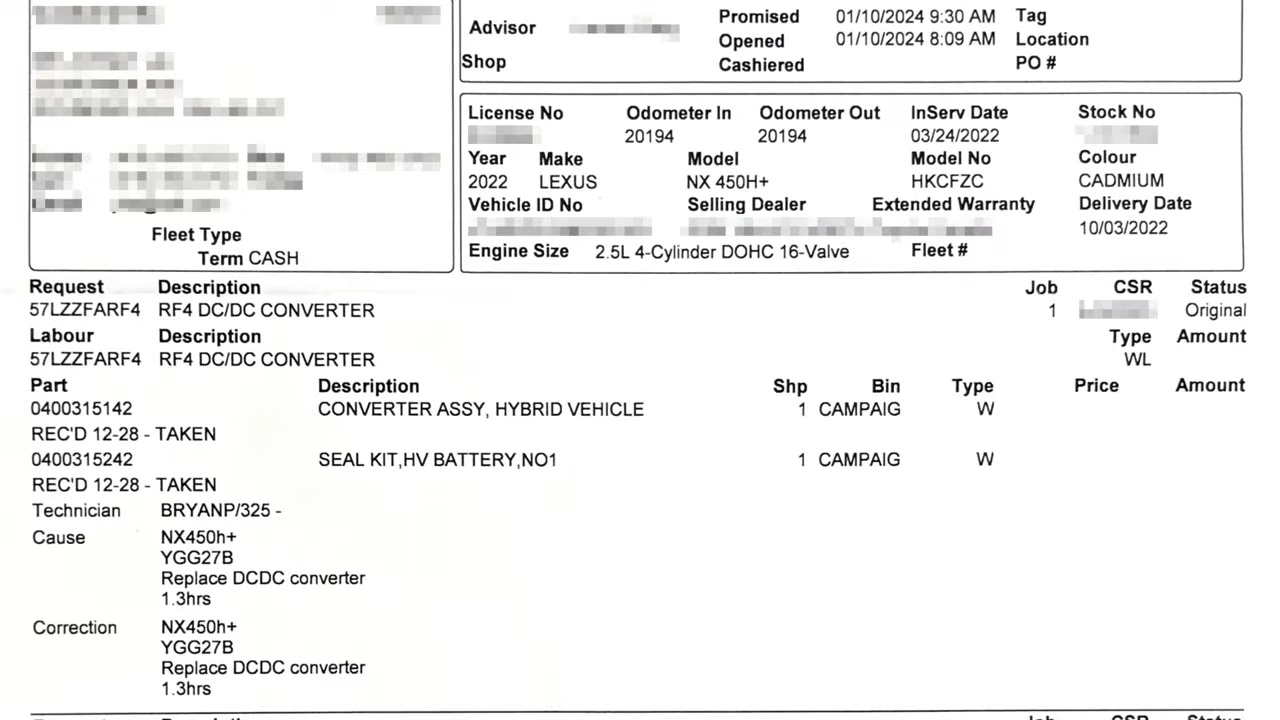 Advisor
Shop
Promised 01/10/2024 9:30 AM Tag
Opened 01/10/2024 8:09 AM Location
Cashiered PO #
License No Odometer In Odometer Out InServ Date Stock No
20194 20194 03/24/2022
Year Make Model Model No Colour
2022 LEXUS NX 450H+ HKCFZC CADMIUM
Vehicle ID No Selling Dealer Extended Warranty Delivery Date
10/03/2022
Engine Size 2.5L 4-Cylinder DOHC 16-Valve Fleet #
Fleet Type
Term CASH
Request Description Job CSR Status
57LZZFARF4 RF4 DC/DC CONVERTER 1 Original
Labour Description Type Amount
57LZZFARF4 RF4 DC/DC CONVERTER WL
Part Description Shp Bin Type Price Amount
0400315142 CONVERTER ASSY, HYBRID VEHICLE 1 CAMPAIG W
REC'D 12-28 - TAKEN
0400315242 SEAL KIT,HV BATTERY,NO1 1 CAMPAIG W
REC'D 12-28 - TAKEN
Technician BRYANP/325 -
Cause NX450h+
YGG27B
Replace DCDC converter
1.3hrs
Correction NX450h+
YGG27B
Replace DCDC converter
1.3hrs